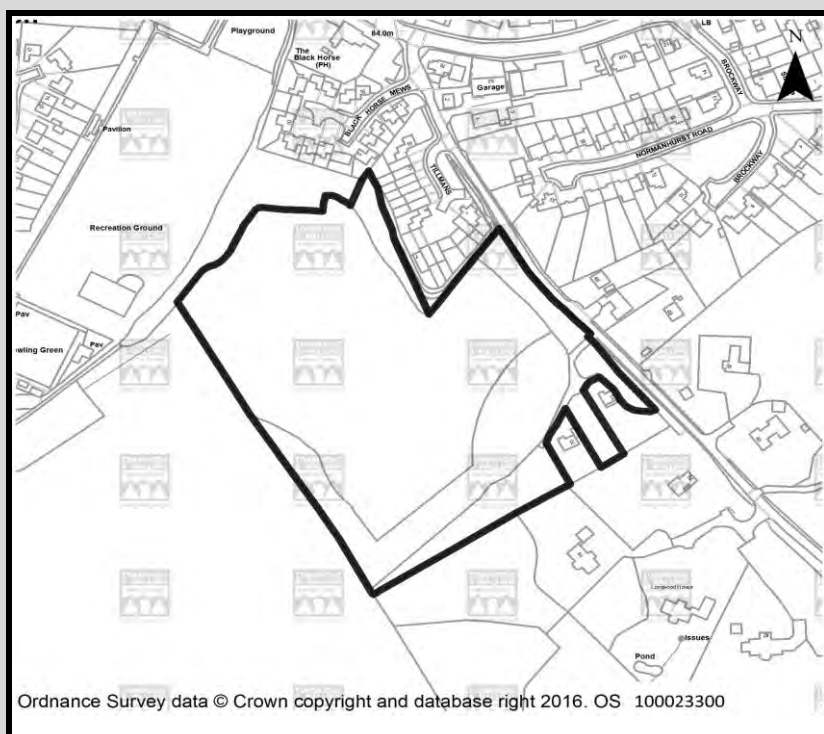 Playground
84.0m
LB
N
The
Black Horse
(PH)
BROCKWAY
Garage
BLACK HORSE MEWS
Pavilion
NORMANHURST ROAD
TILLMANS
BROCKWAY
Recreation Ground
Pav
Pav
owling Green
Longwood House
Issues
Pond
Ordnance Survey data © Crown copyright and database right 2016. OS 100023300